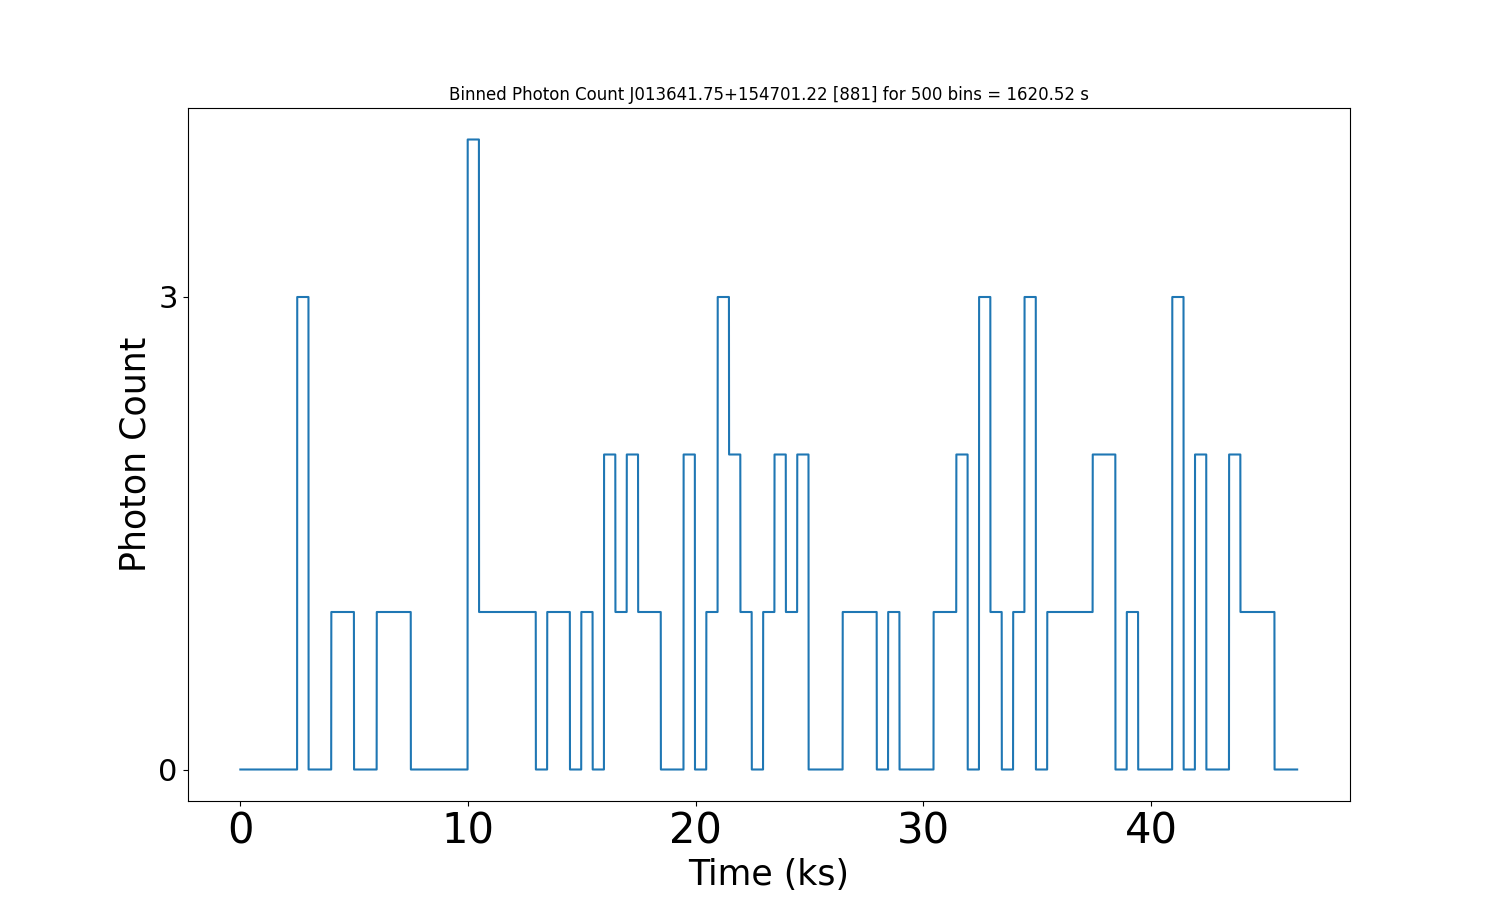 Binned Photon Count J013641.75+154701.22 [881] for 500 bins = 1620.52 s
Photon Count
3
0
0 10 20 30 40
Time (ks)